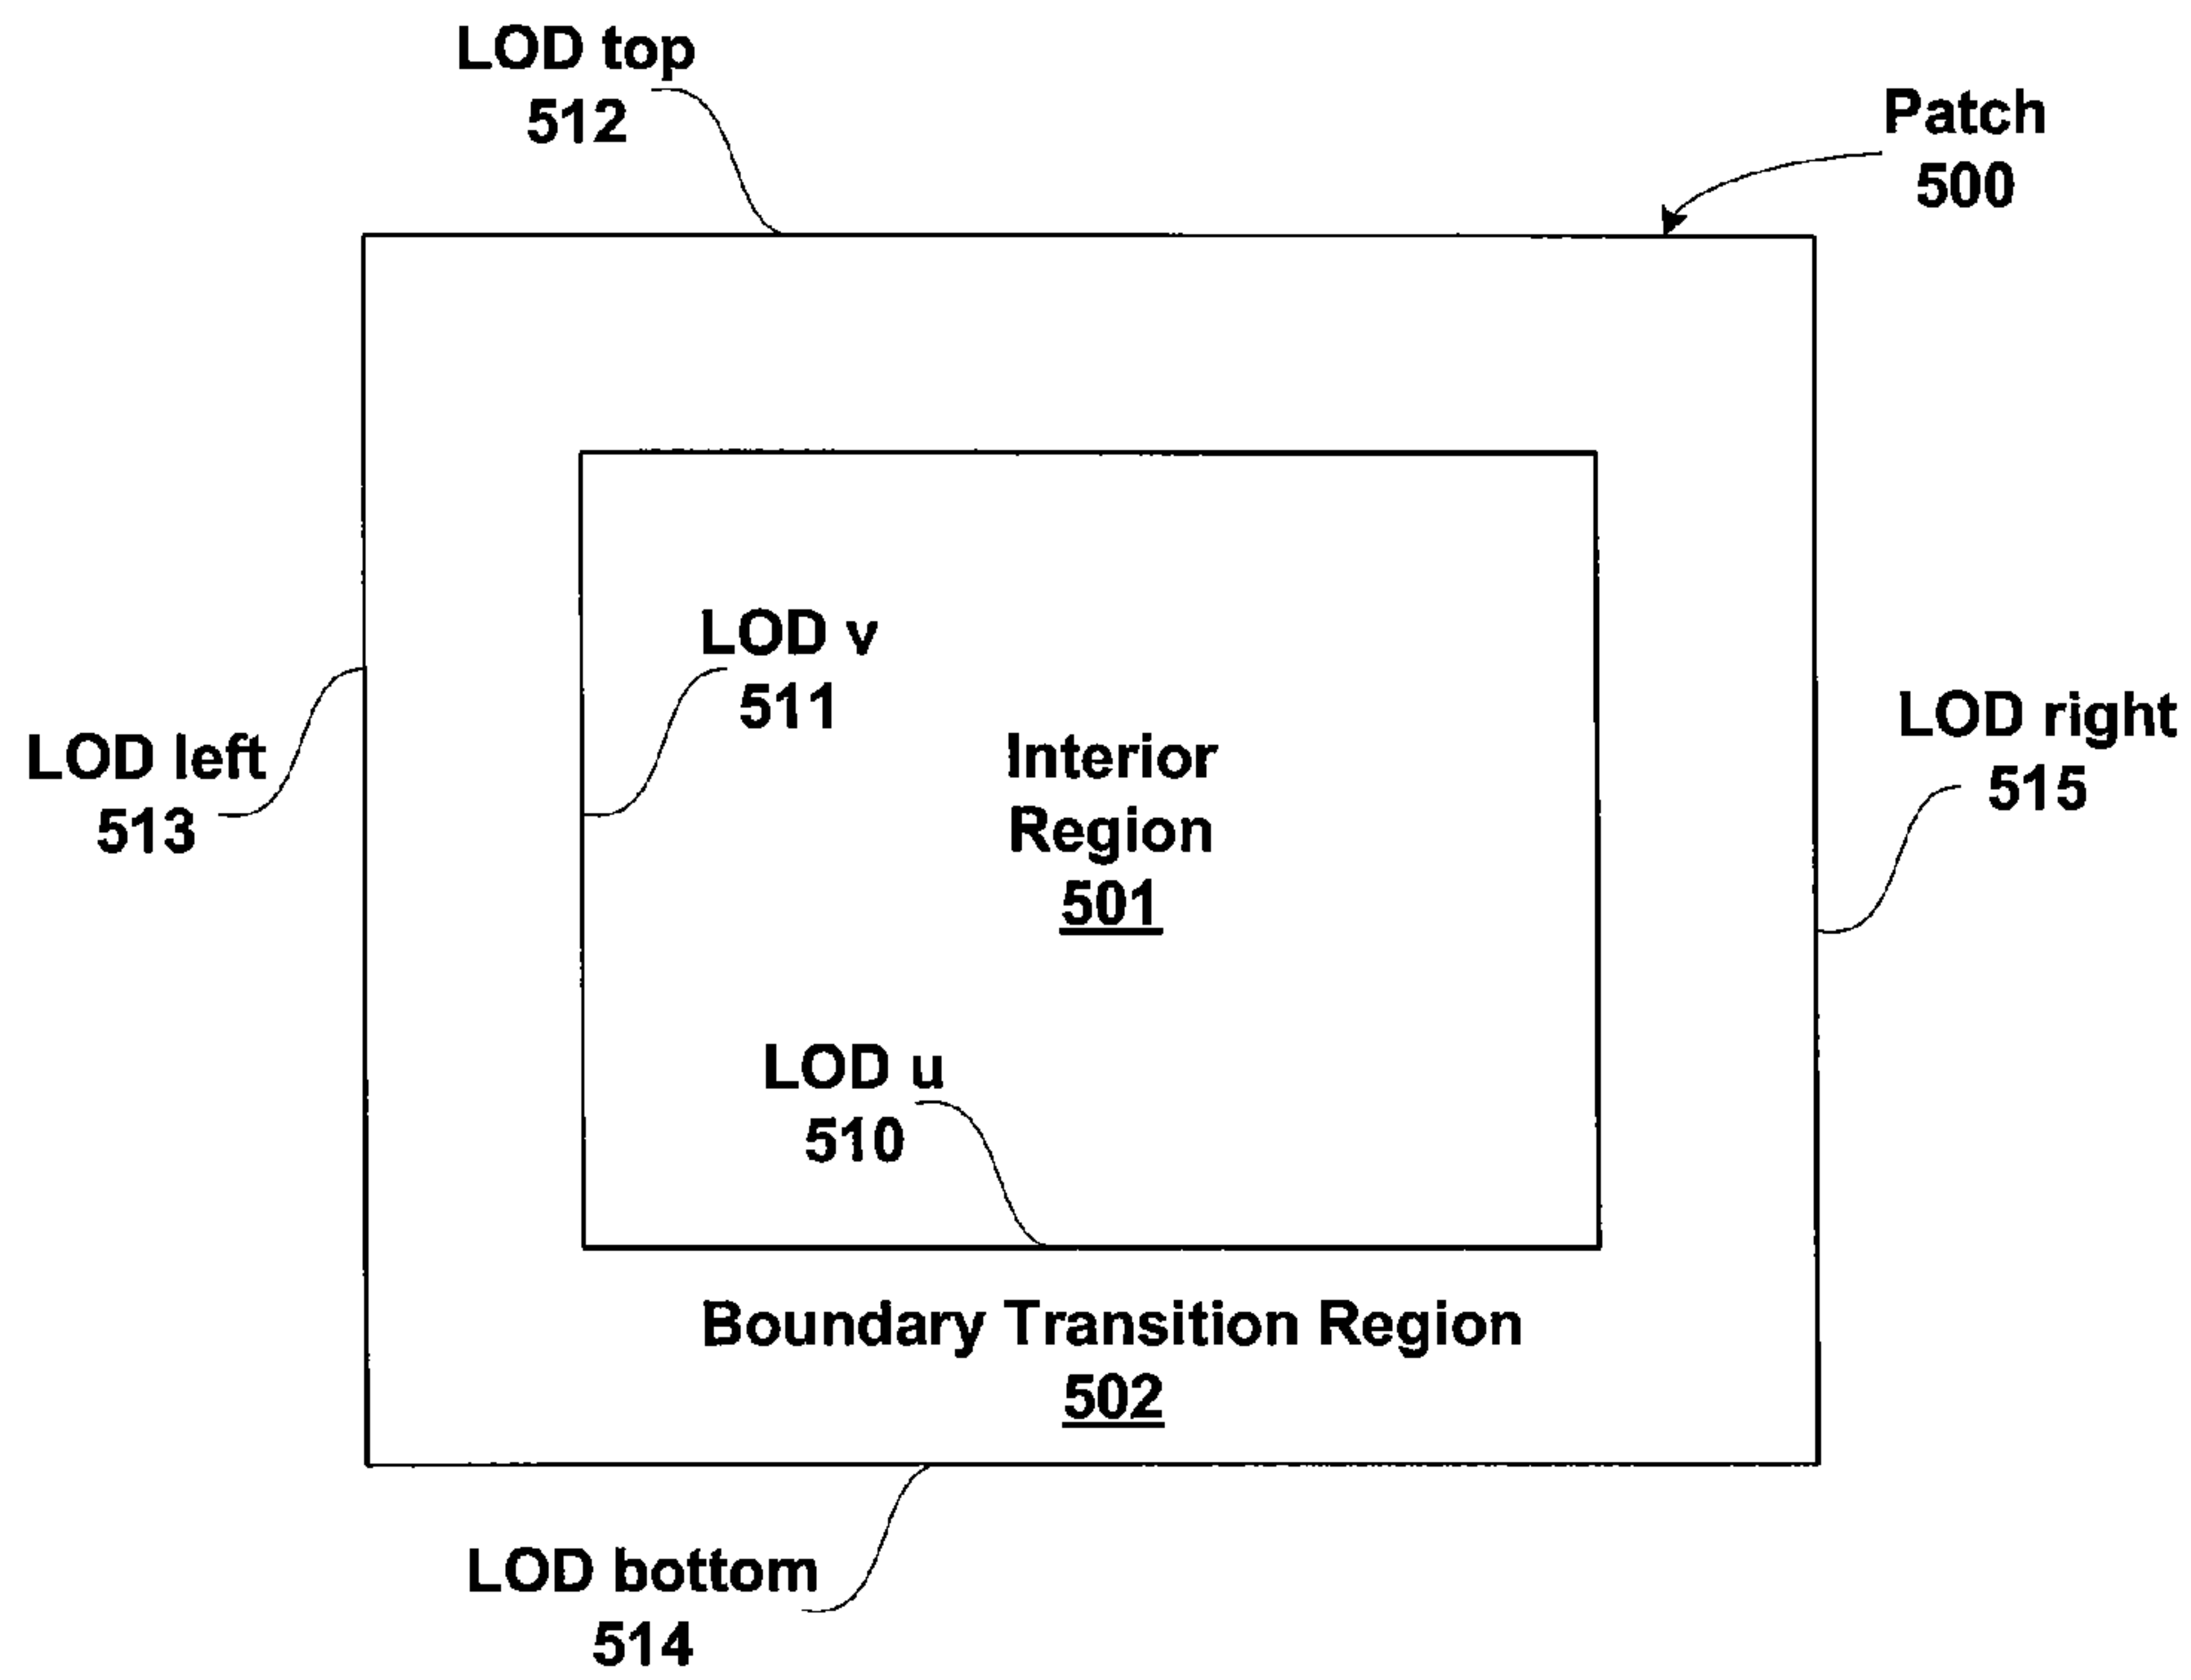 LOD top
512
Patch
500
LOD v
511
LOD left
513
Interior
Region
501
LOD right
515
LOD u
510
Boundary Transition Region
502
LOD bottom
514